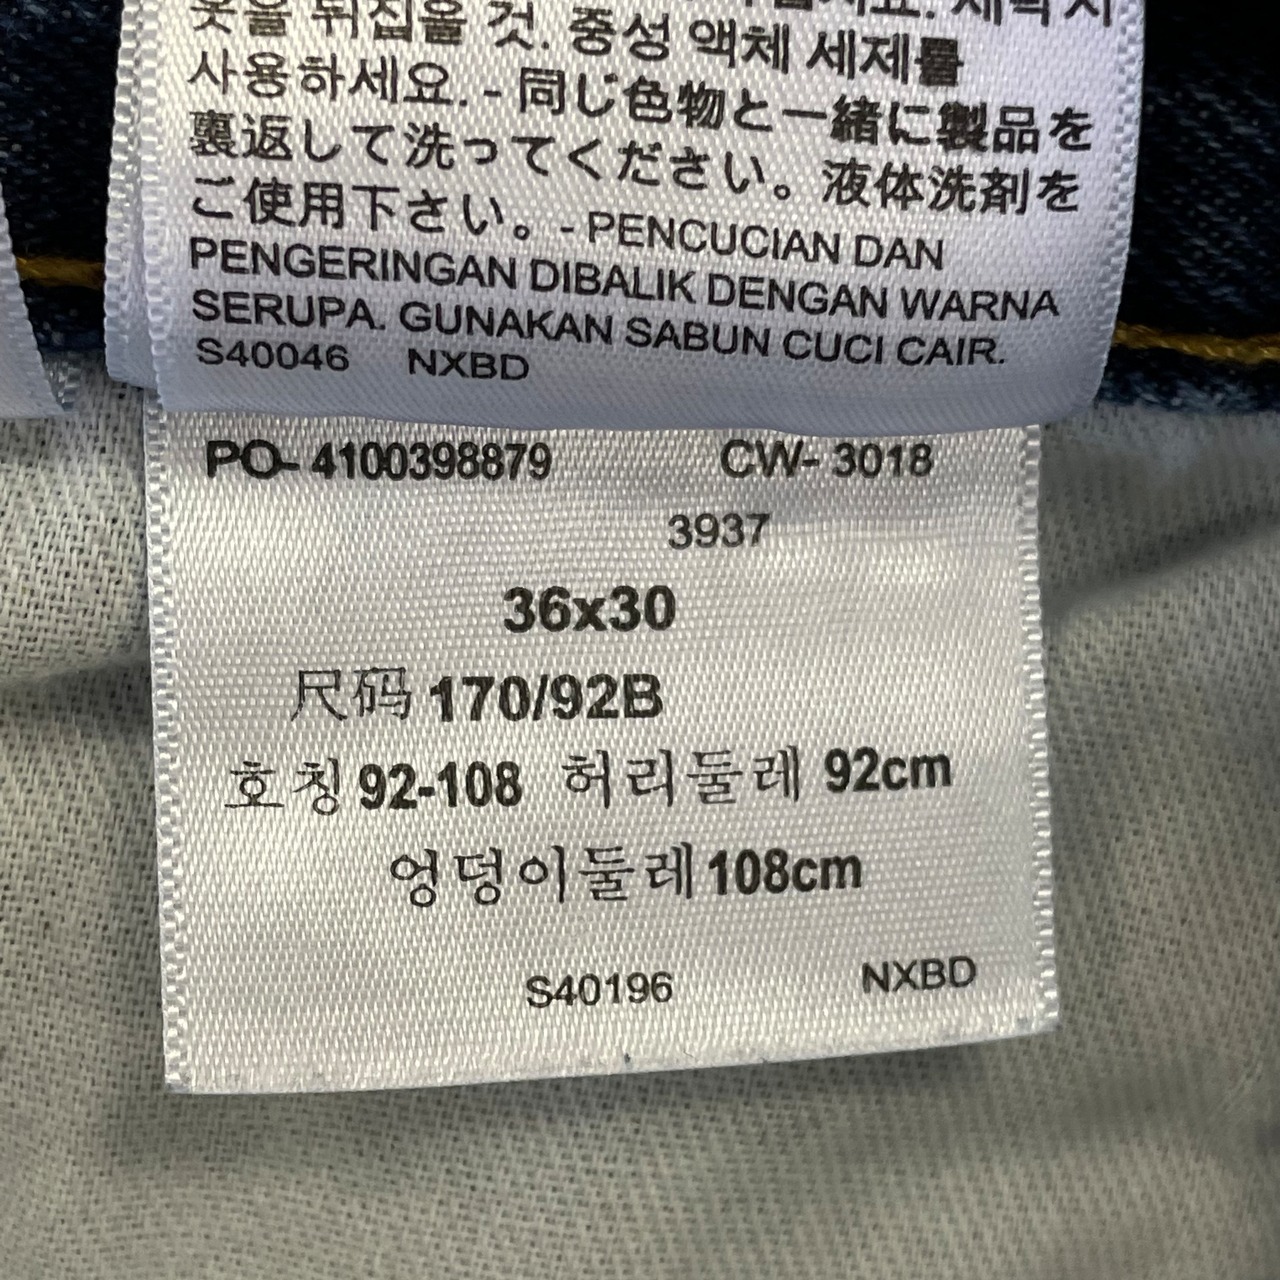 옷을 뒤집을 것. 중성 액체 세제를
사용하세요. - 同じ色物と一緒に製品を
裏返して洗ってください。液体洗剤を
ご使用下さい。- PENCUCIAN DAN
PENGERINGAN DIBALIK DENGAN WARNA
SERUPA. GUNAKAN SABUN CUCI CAIR.
S40046 NXBD
PO- 4100398879 CW- 3018
3937
36x30
尺码 170/92B
호칭 92-108 허리둘레 92cm
엉덩이둘레 108cm
S40196 NXBD